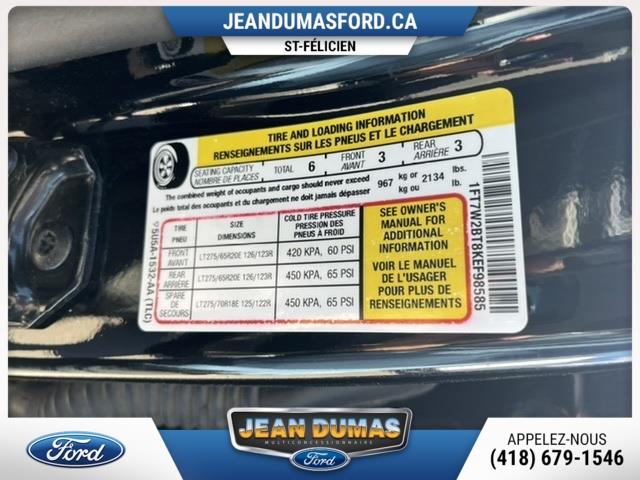 JEANDUMASFORD.CA
ST-FÉLICIEN
TIRE AND LOADING INFORMATION
RENSEIGNEMENTS SUR LES PNEUS ET LE CHARGEMENT
SEATING CAPACITY
NOMBRE DE PLACES
TOTAL 6
FRONT
AVANT 3
REAR
ARRIÈRE 3
The combined weight of occupants and cargo should never exceed 967 kg or 2134 lbs.
Le poids total des occupants et du chargement ne doit jamais dépasser kg ou lb.
TIRE
PNEU
SIZE
DIMENSIONS
COLD TIRE PRESSURE
PRESSION DES
PNEUS À FROID
FRONT
AVANT
LT275/65R20E 126/123R
420 KPA, 60 PSI
REAR
ARRIÈRE
LT275/65R20E 126/123R
450 KPA, 65 PSI
SPARE
DE SECOURS
LT275/70R18E 125/122R
450 KPA, 65 PSI
SEE OWNER'S
MANUAL FOR
ADDITIONAL
INFORMATION
VOIR LE MANUEL
DE L'USAGER
POUR PLUS DE
RENSEIGNEMENTS
5U5A-1532-AA (TLC)
1FT7W2BT8KEF98585
Ford
JEAN DUMAS
MULTICONCESSIONNAIRE
Ford
APPELEZ-NOUS
(418) 679-1546